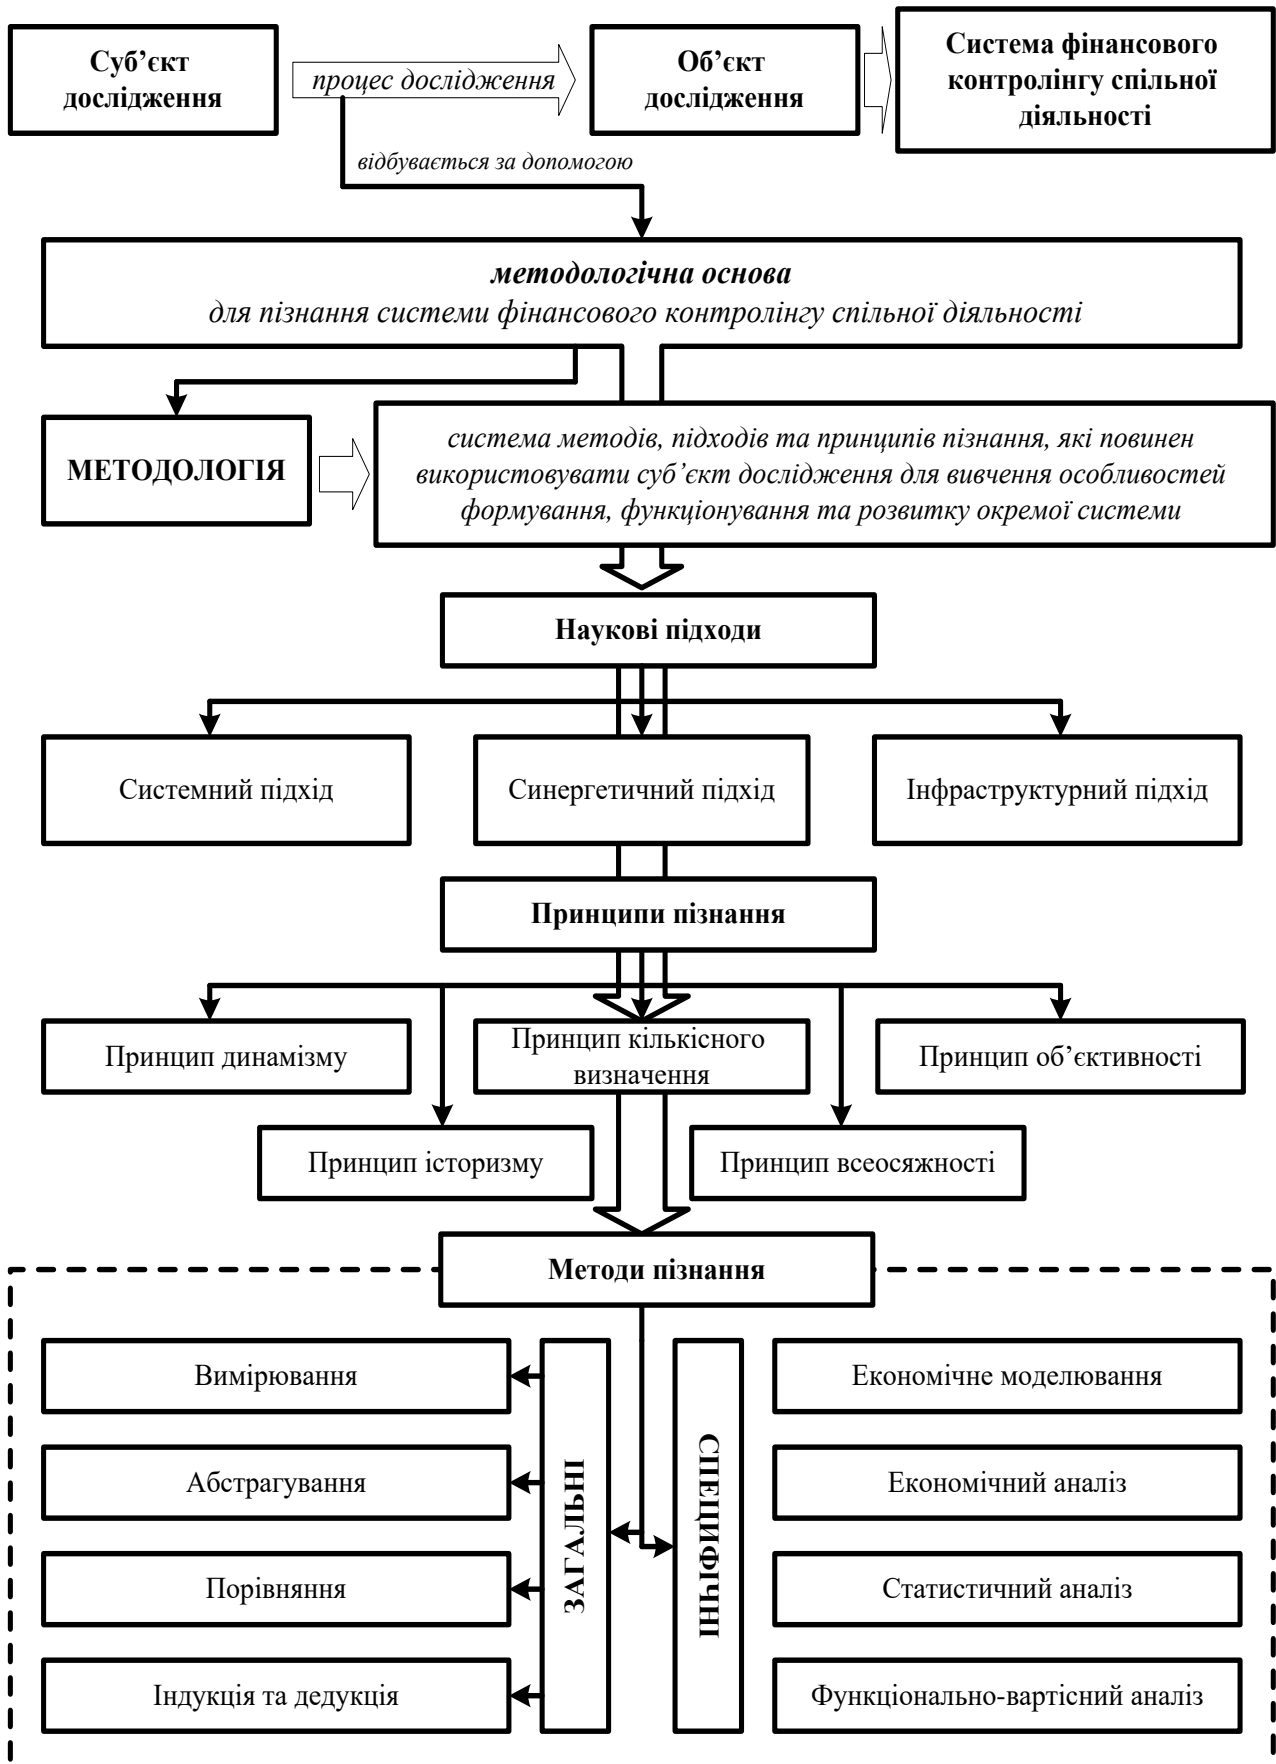 Суб’єкт
дослідження
процес дослідження
Об’єкт
дослідження
Система фінансового
контролінгу спільної
діяльності
відбувається за допомогою
методологічна основа
для пізнання системи фінансового контролінгу спільної діяльності
МЕТОДОЛОГІЯ
система методів, підходів та принципів пізнання, які повинен
використовувати суб’єкт дослідження для вивчення особливостей
формування, функціонування та розвитку окремої системи
Наукові підходи
Системний підхід
Синергетичний підхід
Інфраструктурний підхід
Принципи пізнання
Принцип динамізму
Принцип кількісного
визначення
Принцип об’єктивності
Принцип історизму
Принцип всеосяжності
Методи пізнання
Вимірювання
Абстрагування
Порівняння
Індукція та дедукція
ЗАГАЛЬНІ
СПЕЦИФІЧНІ
Економічне моделювання
Економічний аналіз
Статистичний аналіз
Функціонально-вартісний аналіз